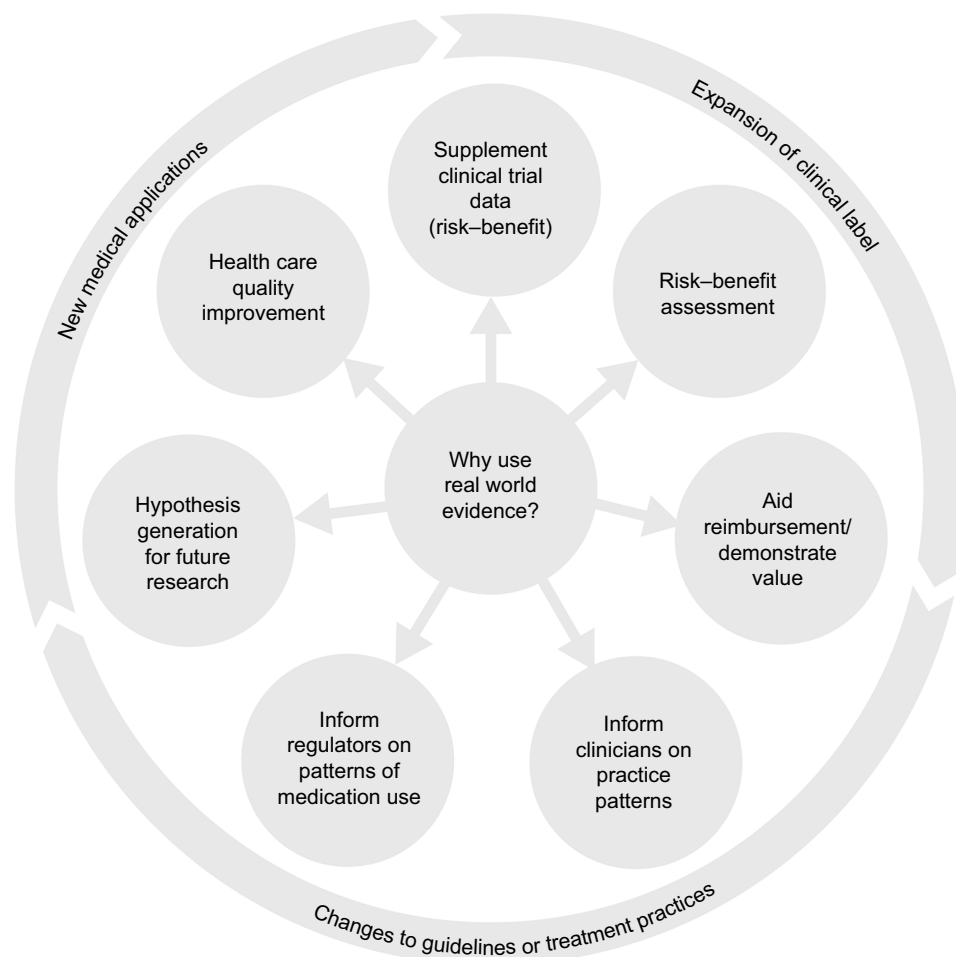 New medical applications
Expansion of clinical label
Changes to guidelines or treatment practices
Supplement
clinical trial
data
(risk–benefit)
Risk–benefit
assessment
Aid
reimbursement/
demonstrate
value
Inform
clinicians on
practice
patterns
Inform
regulators on
patterns of
medication use
Hypothesis
generation
for future
research
Health care
quality
improvement
Why use
real world
evidence?